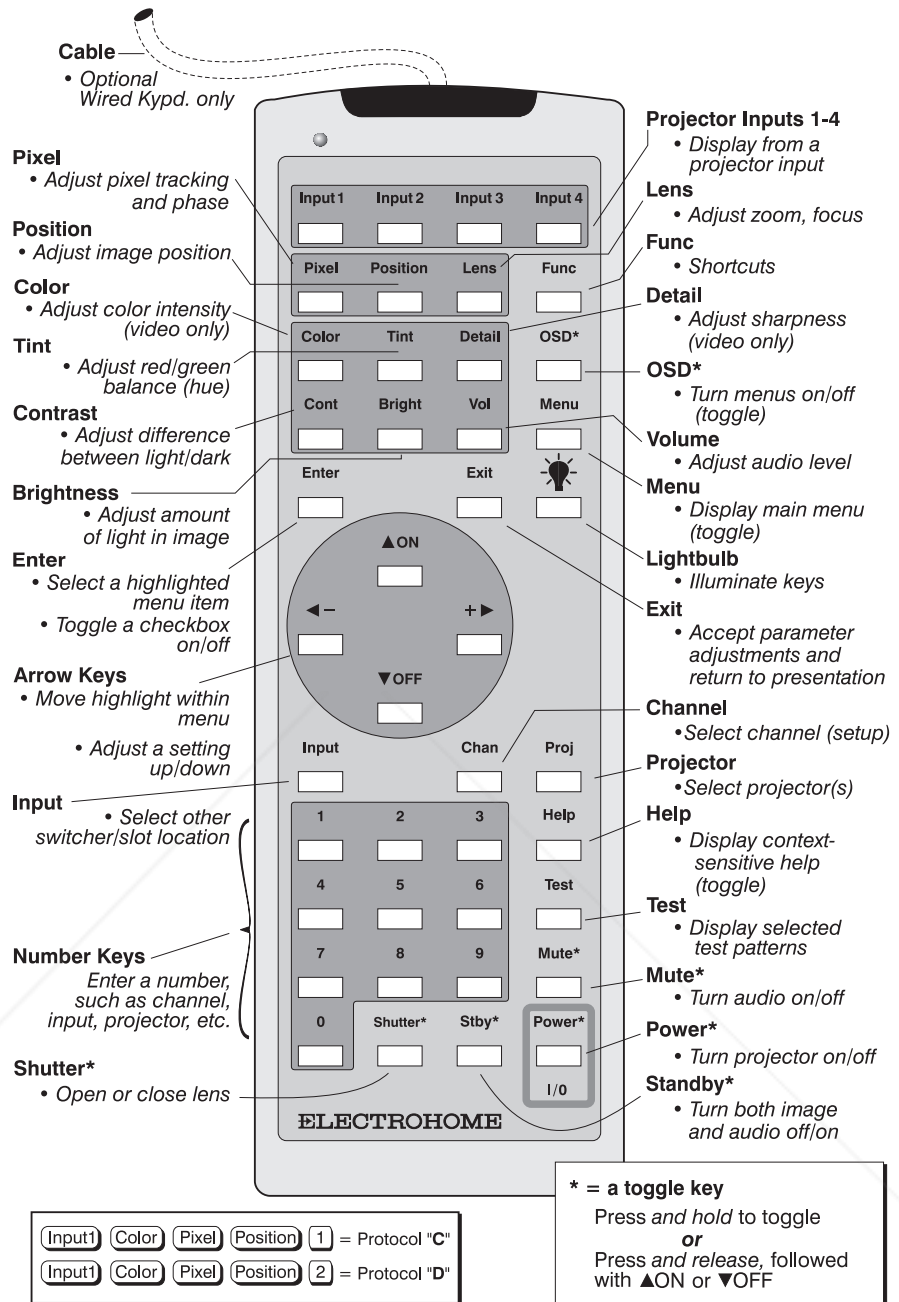 Cable
• Optional
Wired Kypd. only
Pixel
• Adjust pixel tracking
and phase
Position
• Adjust image position
Color
• Adjust color intensity
(video only)
Tint
• Adjust red/green
balance (hue)
Contrast
• Adjust difference
between light/dark
Brightness
• Adjust amount
of light in image
Enter
• Select a highlighted
menu item
• Toggle a checkbox
on/off
Arrow Keys
• Move highlight within
menu
• Adjust a setting
up/down
Input
• Select other
switcher/slot location
Number Keys
Enter a number,
such as channel,
input, projector, etc.
Shutter*
• Open or close lens
Input 1 Input 2 Input 3 Input 4
Pixel Position Lens Func
Color Tint Detail OSD*
Cont Bright Vol Menu
Enter Exit
▲ON
◄– +►
▼OFF
Input Chan Proj
1 2 3 Help
4 5 6 Test
7 8 9 Mute*
0 Shutter* Stby* Power*
I/0
ELECTROHOME
Projector Inputs 1-4
• Display from a
projector input
Lens
• Adjust zoom, focus
Func
• Shortcuts
Detail
• Adjust sharpness
(video only)
OSD*
• Turn menus on/off
(toggle)
Volume
• Adjust audio level
Menu
• Display main menu
(toggle)
Lightbulb
• Illuminate keys
Exit
• Accept parameter
adjustments and
return to presentation
Channel
•Select channel (setup)
Projector
•Select projector(s)
Help
• Display context-
sensitive help
(toggle)
Test
• Display selected
test patterns
Mute*
• Turn audio on/off
Power*
• Turn projector on/off
Standby*
• Turn both image
and audio off/on
Input1 Color Pixel Position 1 = Protocol "C"
Input1 Color Pixel Position 2 = Protocol "D"
* = a toggle key
Press and hold to toggle
or
Press and release, followed
with ▲ON or ▼OFF